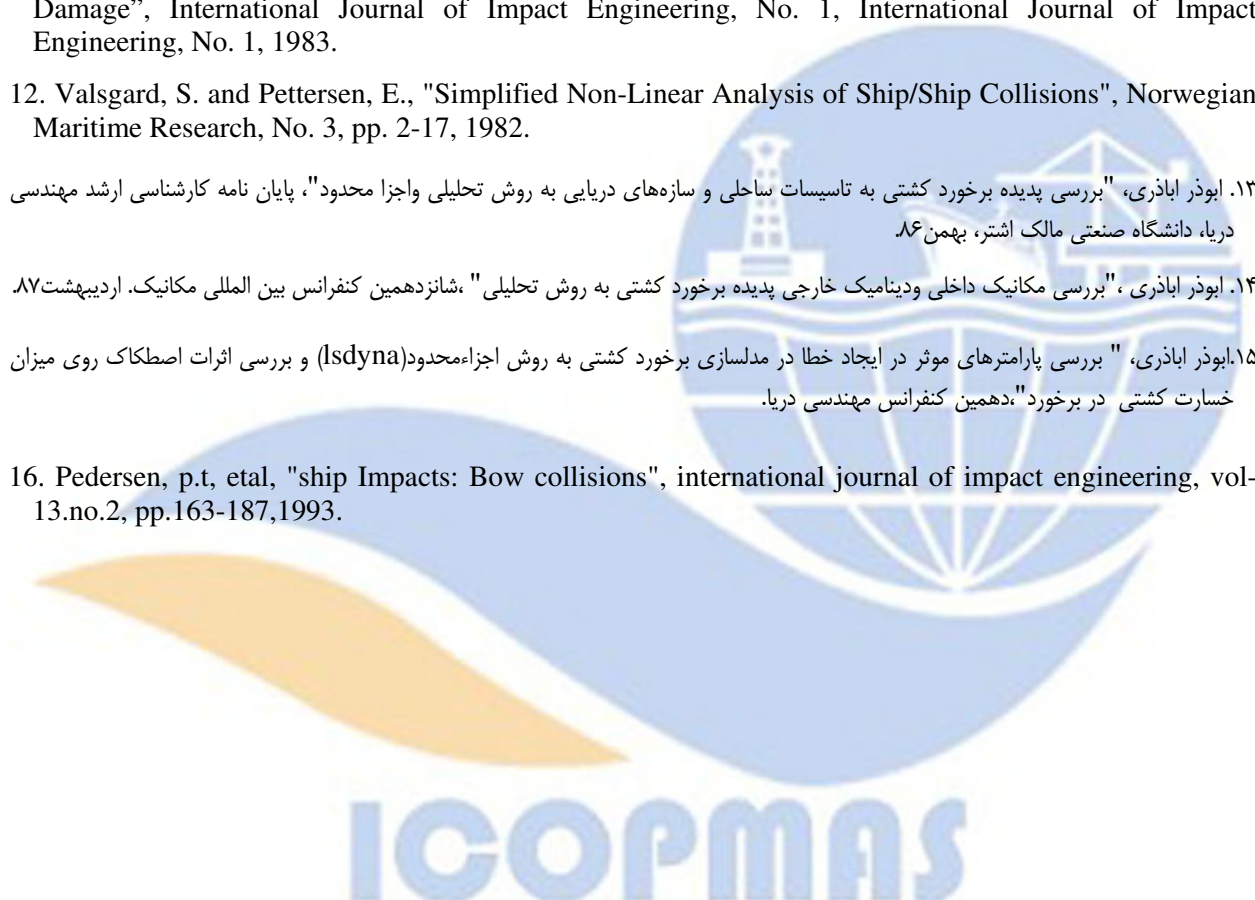 Damage”, International Journal of Impact Engineering, No. 1, International Journal of Impact
Engineering, No. 1, 1983.
12. Valsgard, S. and Pettersen, E., "Simplified Non-Linear Analysis of Ship/Ship Collisions", Norwegian
Maritime Research, No. 3, pp. 2-17, 1982.
۱۳. ابوذر اباذری، "بررسی پدیده برخورد کشتی به تاسیسات ساحلی و سازه‌های دریایی به روش تحلیلی واجزا محدود"، پایان نامه کارشناسی ارشد مهندسی
دریا، دانشگاه صنعتی مالک اشتر، بهمن۸۶.
۱۴. ابوذر اباذری ،"بررسی مکانیک داخلی ودینامیک خارجی پدیده برخورد کشتی به روش تحلیلی" ،شانزدهمین کنفرانس بین المللی مکانیک. اردیبهشت۸۷.
۱۵.ابوذر اباذری، " بررسی پارامترهای موثر در ایجاد خطا در مدلسازی برخورد کشتی به روش اجزاءمحدود(lsdyna) و بررسی اثرات اصطکاک روی میزان
خسارت کشتی در برخورد"،دهمین کنفرانس مهندسی دریا.
16. Pedersen, p.t, etal, "ship Impacts: Bow collisions", international journal of impact engineering, vol-
13.no.2, pp.163-187,1993.
ICOPMAS